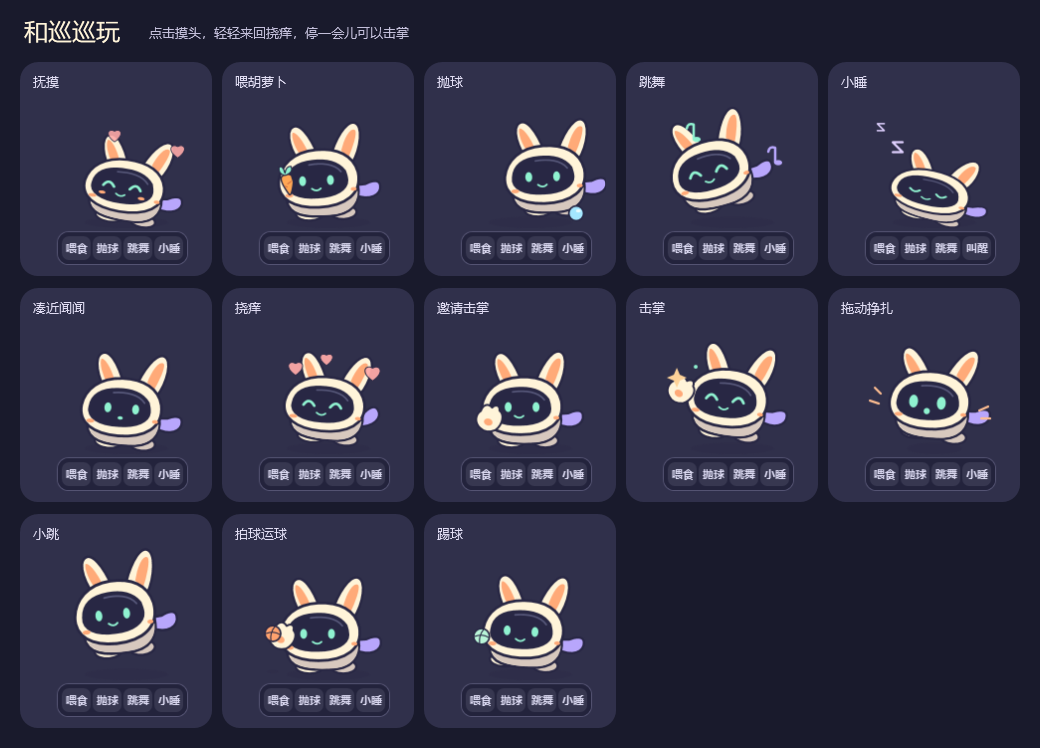 和巡巡玩 点击摸头，轻轻来回挠痒，停一会儿可以击掌
抚摸 喂胡萝卜 抛球 跳舞 小睡
z z
喂食 抛球 跳舞 小睡 喂食 抛球 跳舞 小睡 喂食 抛球 跳舞 小睡 喂食 抛球 跳舞 小睡 喂食 抛球 跳舞 叫醒
凑近闻闻 挠痒 邀请击掌 击掌 拖动挣扎
喂食 抛球 跳舞 小睡 喂食 抛球 跳舞 小睡 喂食 抛球 跳舞 小睡 喂食 抛球 跳舞 小睡 喂食 抛球 跳舞 小睡
小跳 拍球运球 踢球
喂食 抛球 跳舞 小睡 喂食 抛球 跳舞 小睡 喂食 抛球 跳舞 小睡